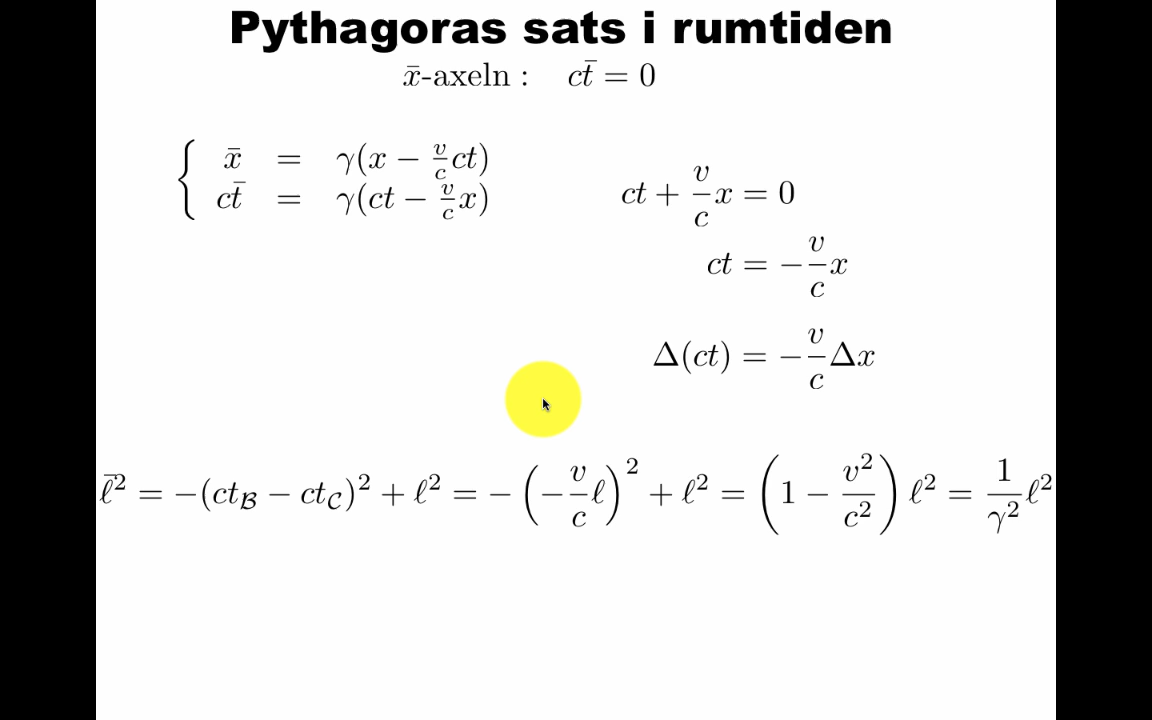 Pythagoras sats i rumtiden
x̄-axeln : ct̄ = 0
x̄ = γ(x − v/c ct)
ct̄ = γ(ct − v/c x)
ct + v/c x = 0
ct = − v/c x
Δ(ct) = − v/c Δx
ℓ̄² = −(ct_ℬ − ct_𝒞)² + ℓ² = −(− v/c ℓ)² + ℓ² = (1 − v²/c²) ℓ² = 1/γ² ℓ²